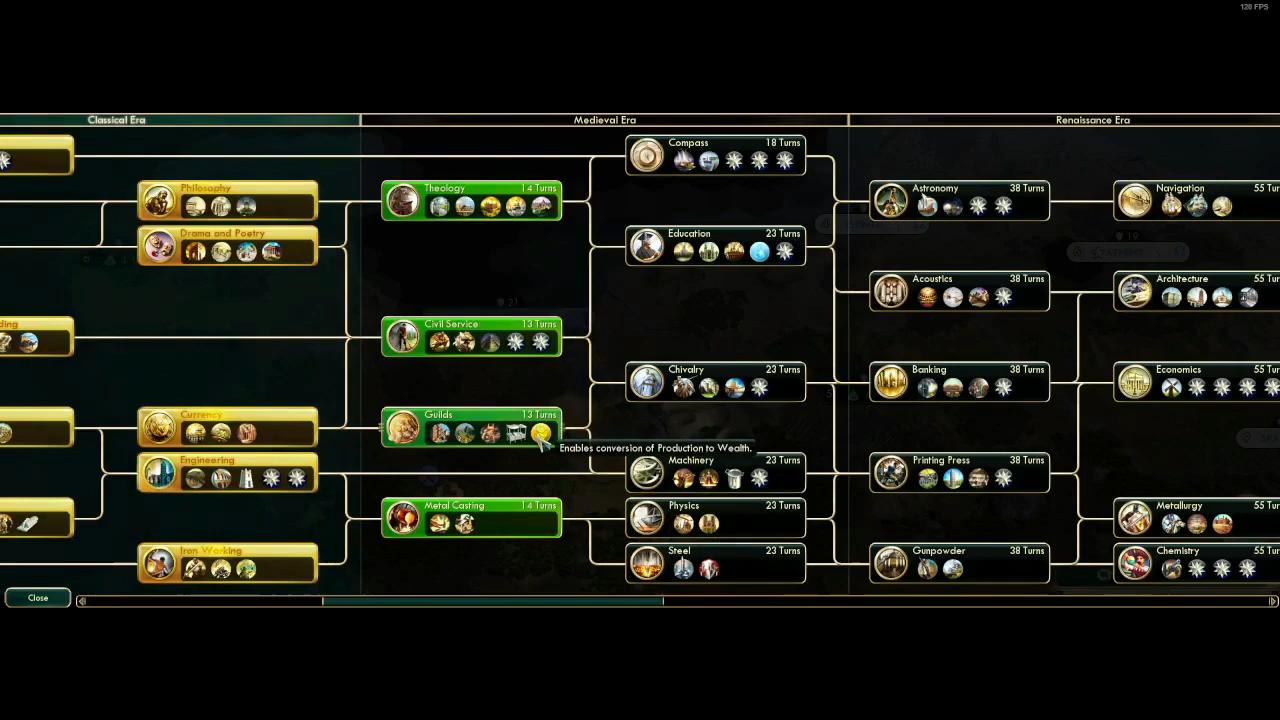 120 FPS
Classical Era
Medieval Era
Renaissance Era
Compass 18 Turns
Philosophy
Theology 14 Turns
Astronomy 38 Turns
Navigation 55 Tur
Drama and Poetry
Education 23 Turns
Acoustics 38 Turns
Architecture 55 Tur
21
19
ding
Civil Service 13 Turns
Chivalry 23 Turns
Banking 38 Turns
Economics 55 Tur
Currency
Guilds 13 Turns
Enables conversion of Production to Wealth.
Engineering
Machinery 23 Turns
Printing Press 38 Turns
Metal Casting 14 Turns
Physics 23 Turns
Metallurgy 55 Tur
Iron Working
Steel 23 Turns
Gunpowder 38 Turns
Chemistry 55 Tur
Close